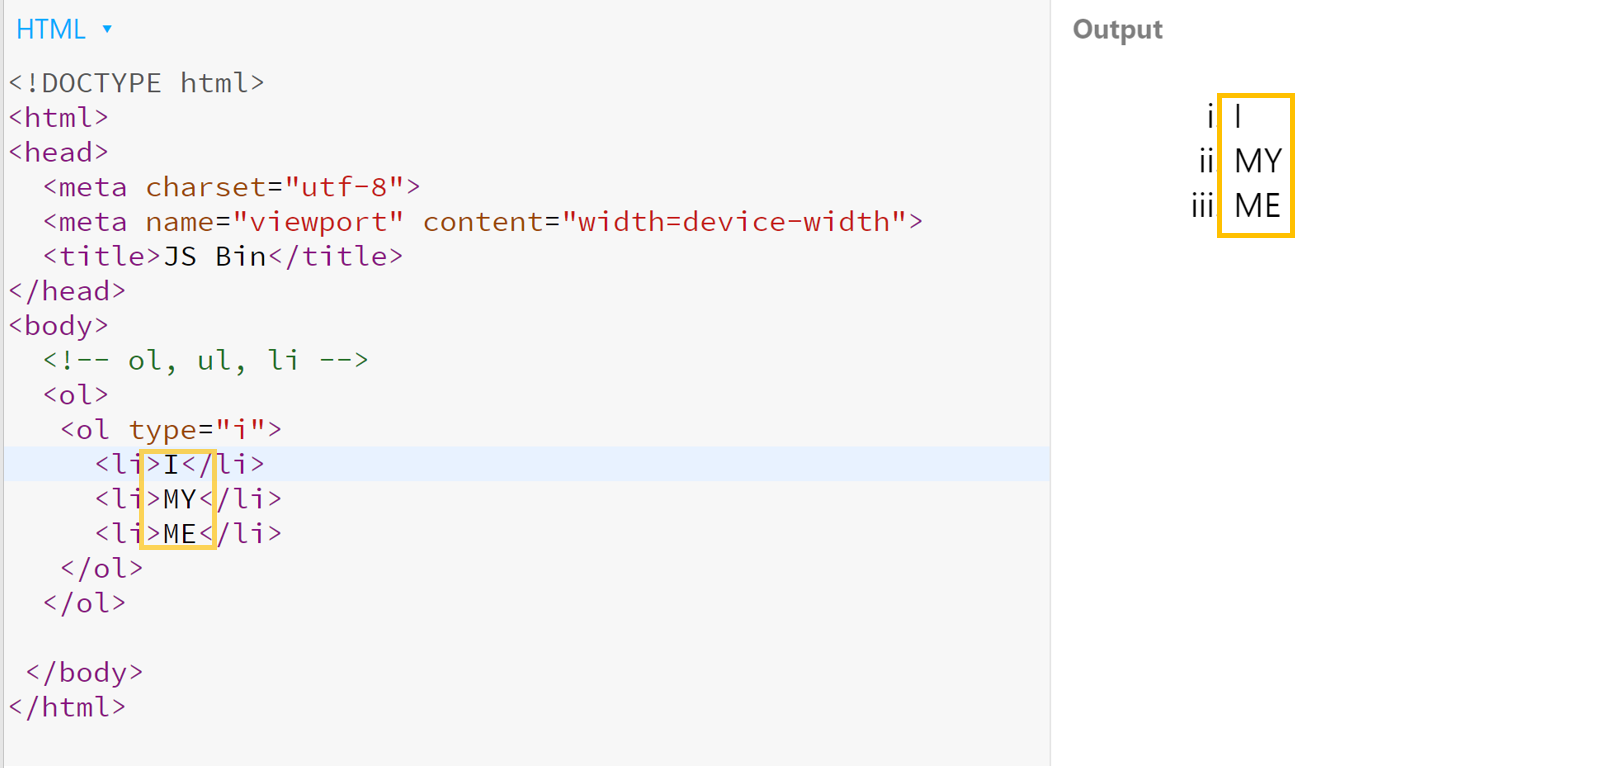 HTML
<!DOCTYPE html>
<html>
<head>
<meta charset="utf-8">
<meta name="viewport" content="width=device-width">
<title>JS Bin</title>
</head>
<body>
<!-- ol, ul, li -->
<ol>
<ol type="i">
<li>I</li>
<li>MY</li>
<li>ME</li>
</ol>
</ol>
</body>
</html>
Output
i. I
ii. MY
iii. ME